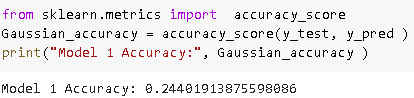 from sklearn.metrics import  accuracy_score
Gaussian_accuracy = accuracy_score(y_test, y_pred )
print("Model 1 Accuracy:", Gaussian_accuracy )
Model 1 Accuracy: 0.24401913875598086